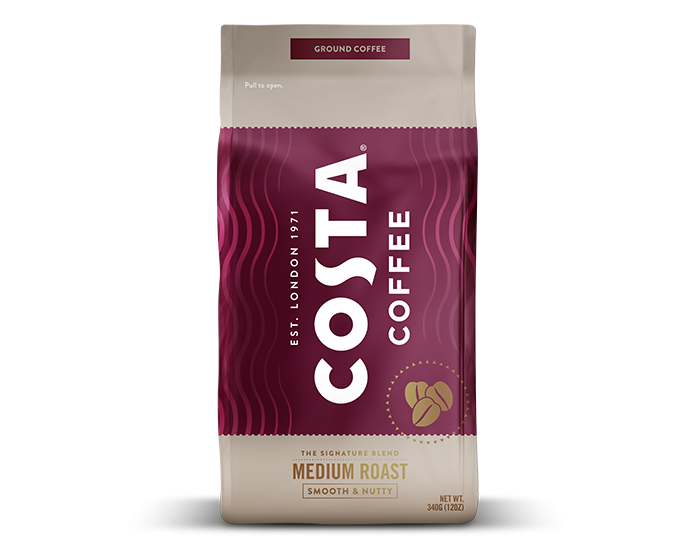 GROUND COFFEE
Pull to open.
EST. LONDON 1971
COSTA®
COFFEE
THE SIGNATURE BLEND
MEDIUM ROAST
SMOOTH & NUTTY
NET WT.
340G (12OZ)